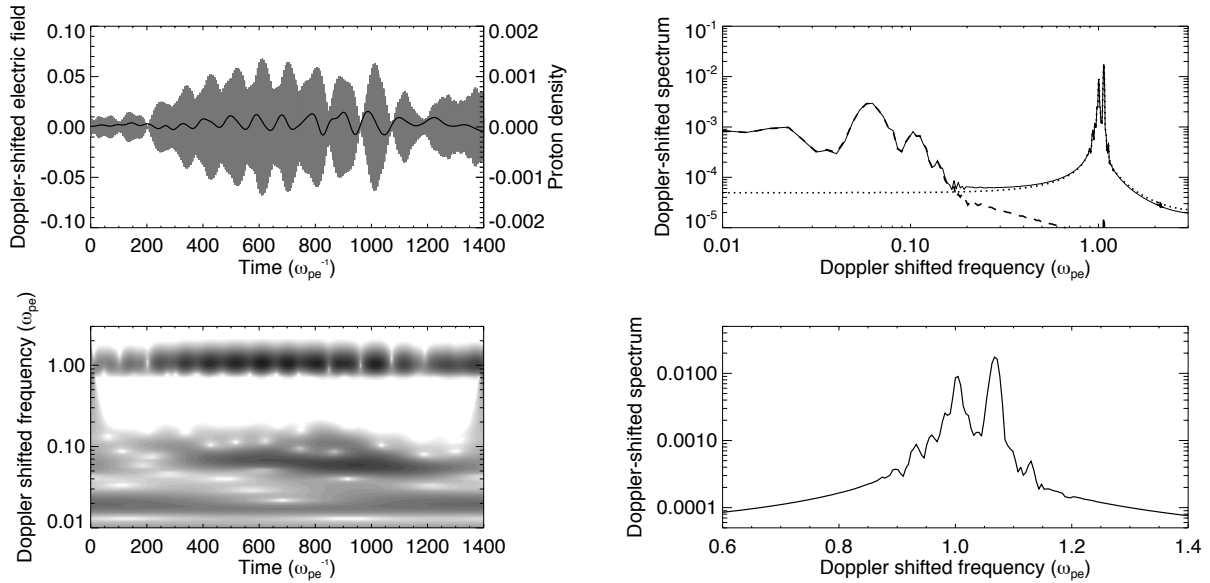 Doppler-shifted electric field
0.10
0.05
0.00
-0.05
-0.10
0.002
0.001
0.000
-0.001
-0.002
Proton density
0 200 400 600 800 1000 1200 1400
Time (ωpe⁻¹)
Doppler-shifted spectrum
10⁻¹
10⁻²
10⁻³
10⁻⁴
10⁻⁵
0.01 0.10 1.00
Doppler shifted frequency (ωpe)
Doppler shifted frequency (ωpe)
1.00
0.10
0.01
0 200 400 600 800 1000 1200 1400
Time (ωpe⁻¹)
Doppler-shifted spectrum
0.0100
0.0010
0.0001
0.6 0.8 1.0 1.2 1.4
Doppler shifted frequency (ωpe)